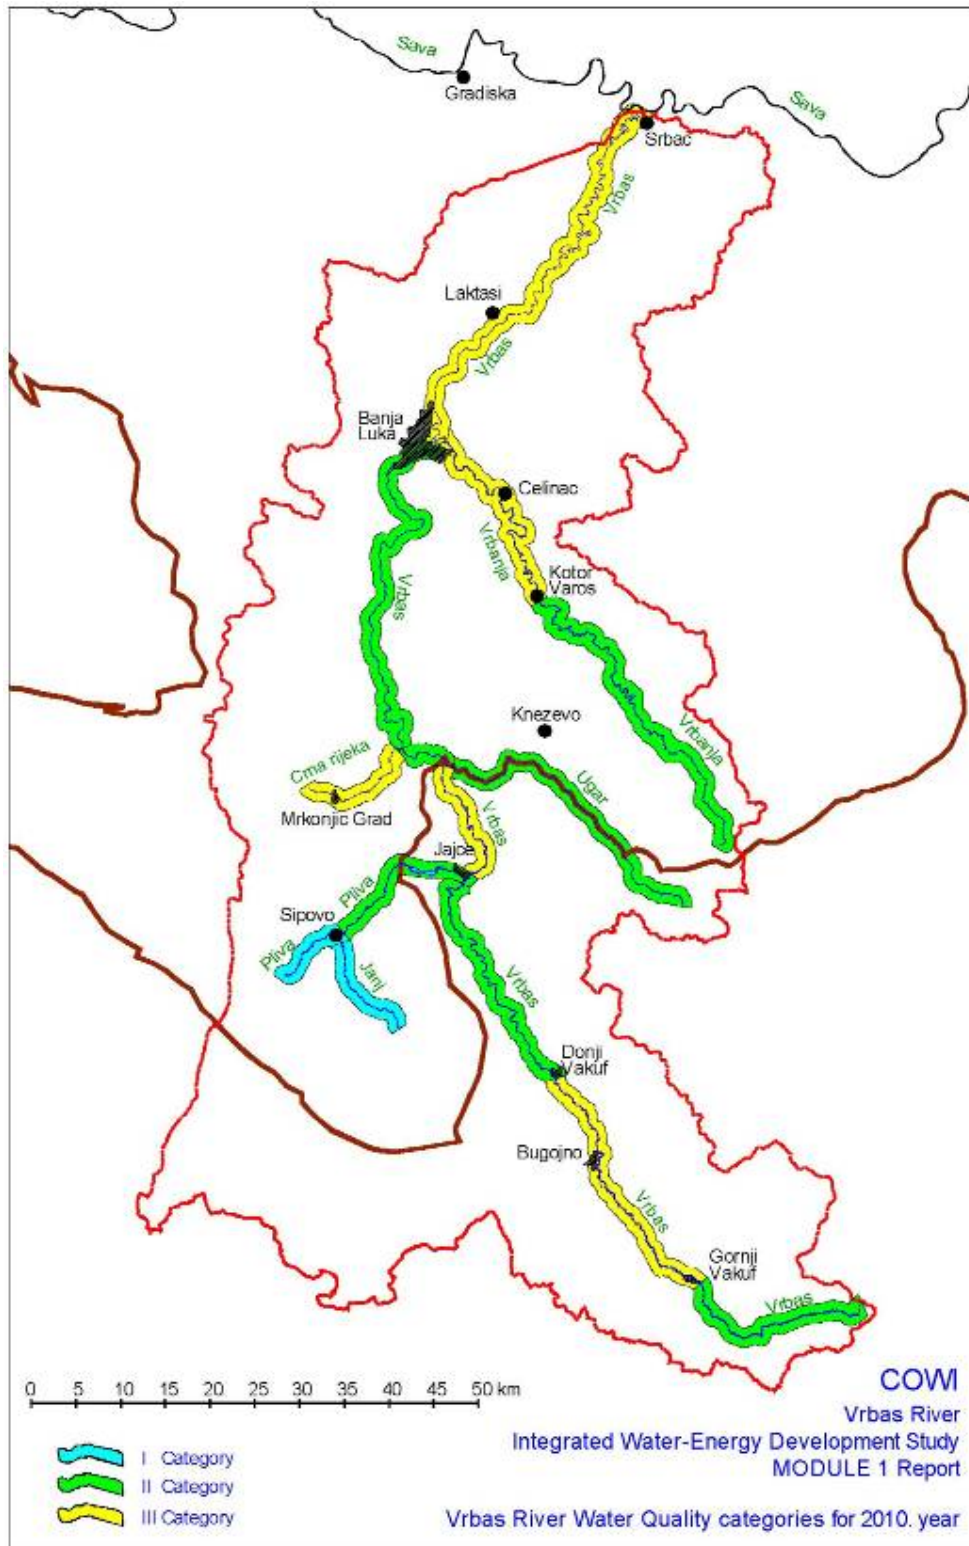 Sava
Gradiska
Sava
Srbac
Vrbas
Laktasi
Vrbas
Banja
Luka
Celinac
Vrbanja
Kotor
Varos
Vrbas
Knezevo
Vrbanja
Crna rijeka
Ugar
Mrkonjic Grad
Vrbas
Jajce
Pliva
Sipovo
Pliva
Janj
Vrbas
Donji
Vakuf
Bugojno
Vrbas
Gornji
Vakuf
Vrbas
0 5 10 15 20 25 30 35 40 45 50 km
I Category
II Category
III Category
COWI
Vrbas River
Integrated Water-Energy Development Study
MODULE 1 Report
Vrbas River Water Quality categories for 2010. year